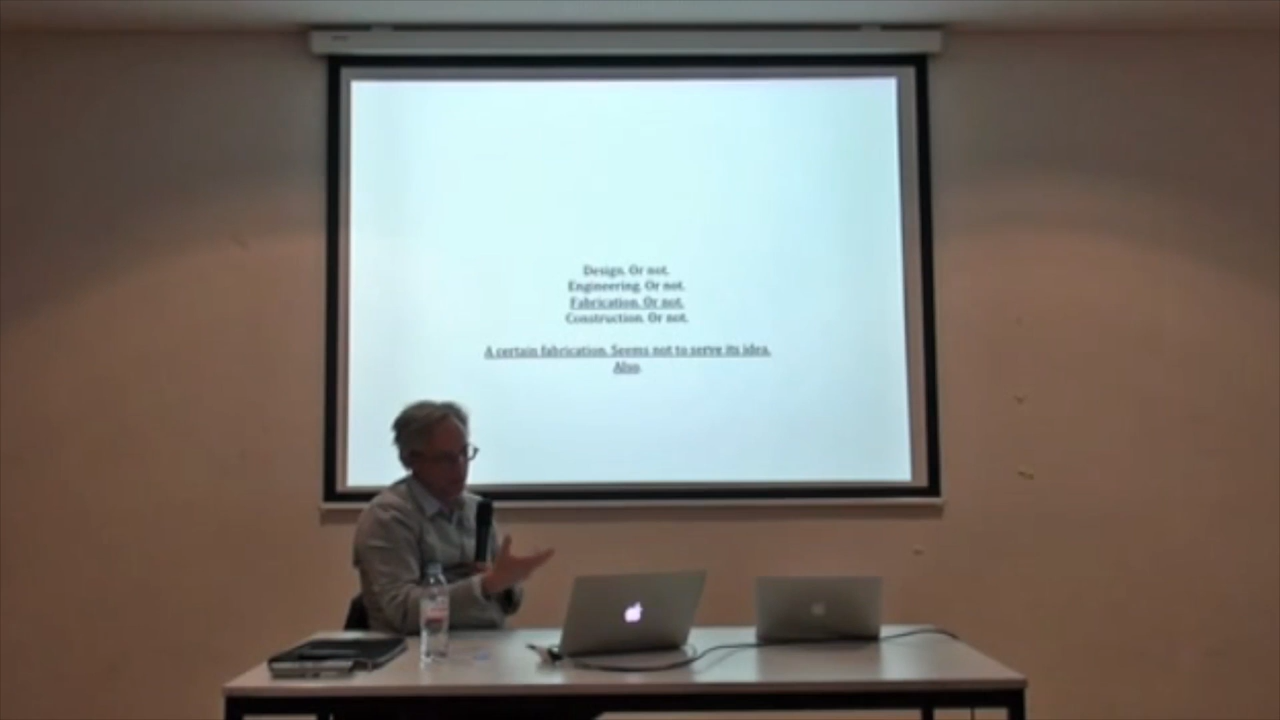 Design. Or not.
Engineering. Or not.
Fabrication. Or not.
Construction. Or not.
A certain fabrication. Seems not to serve its idea.
Also.